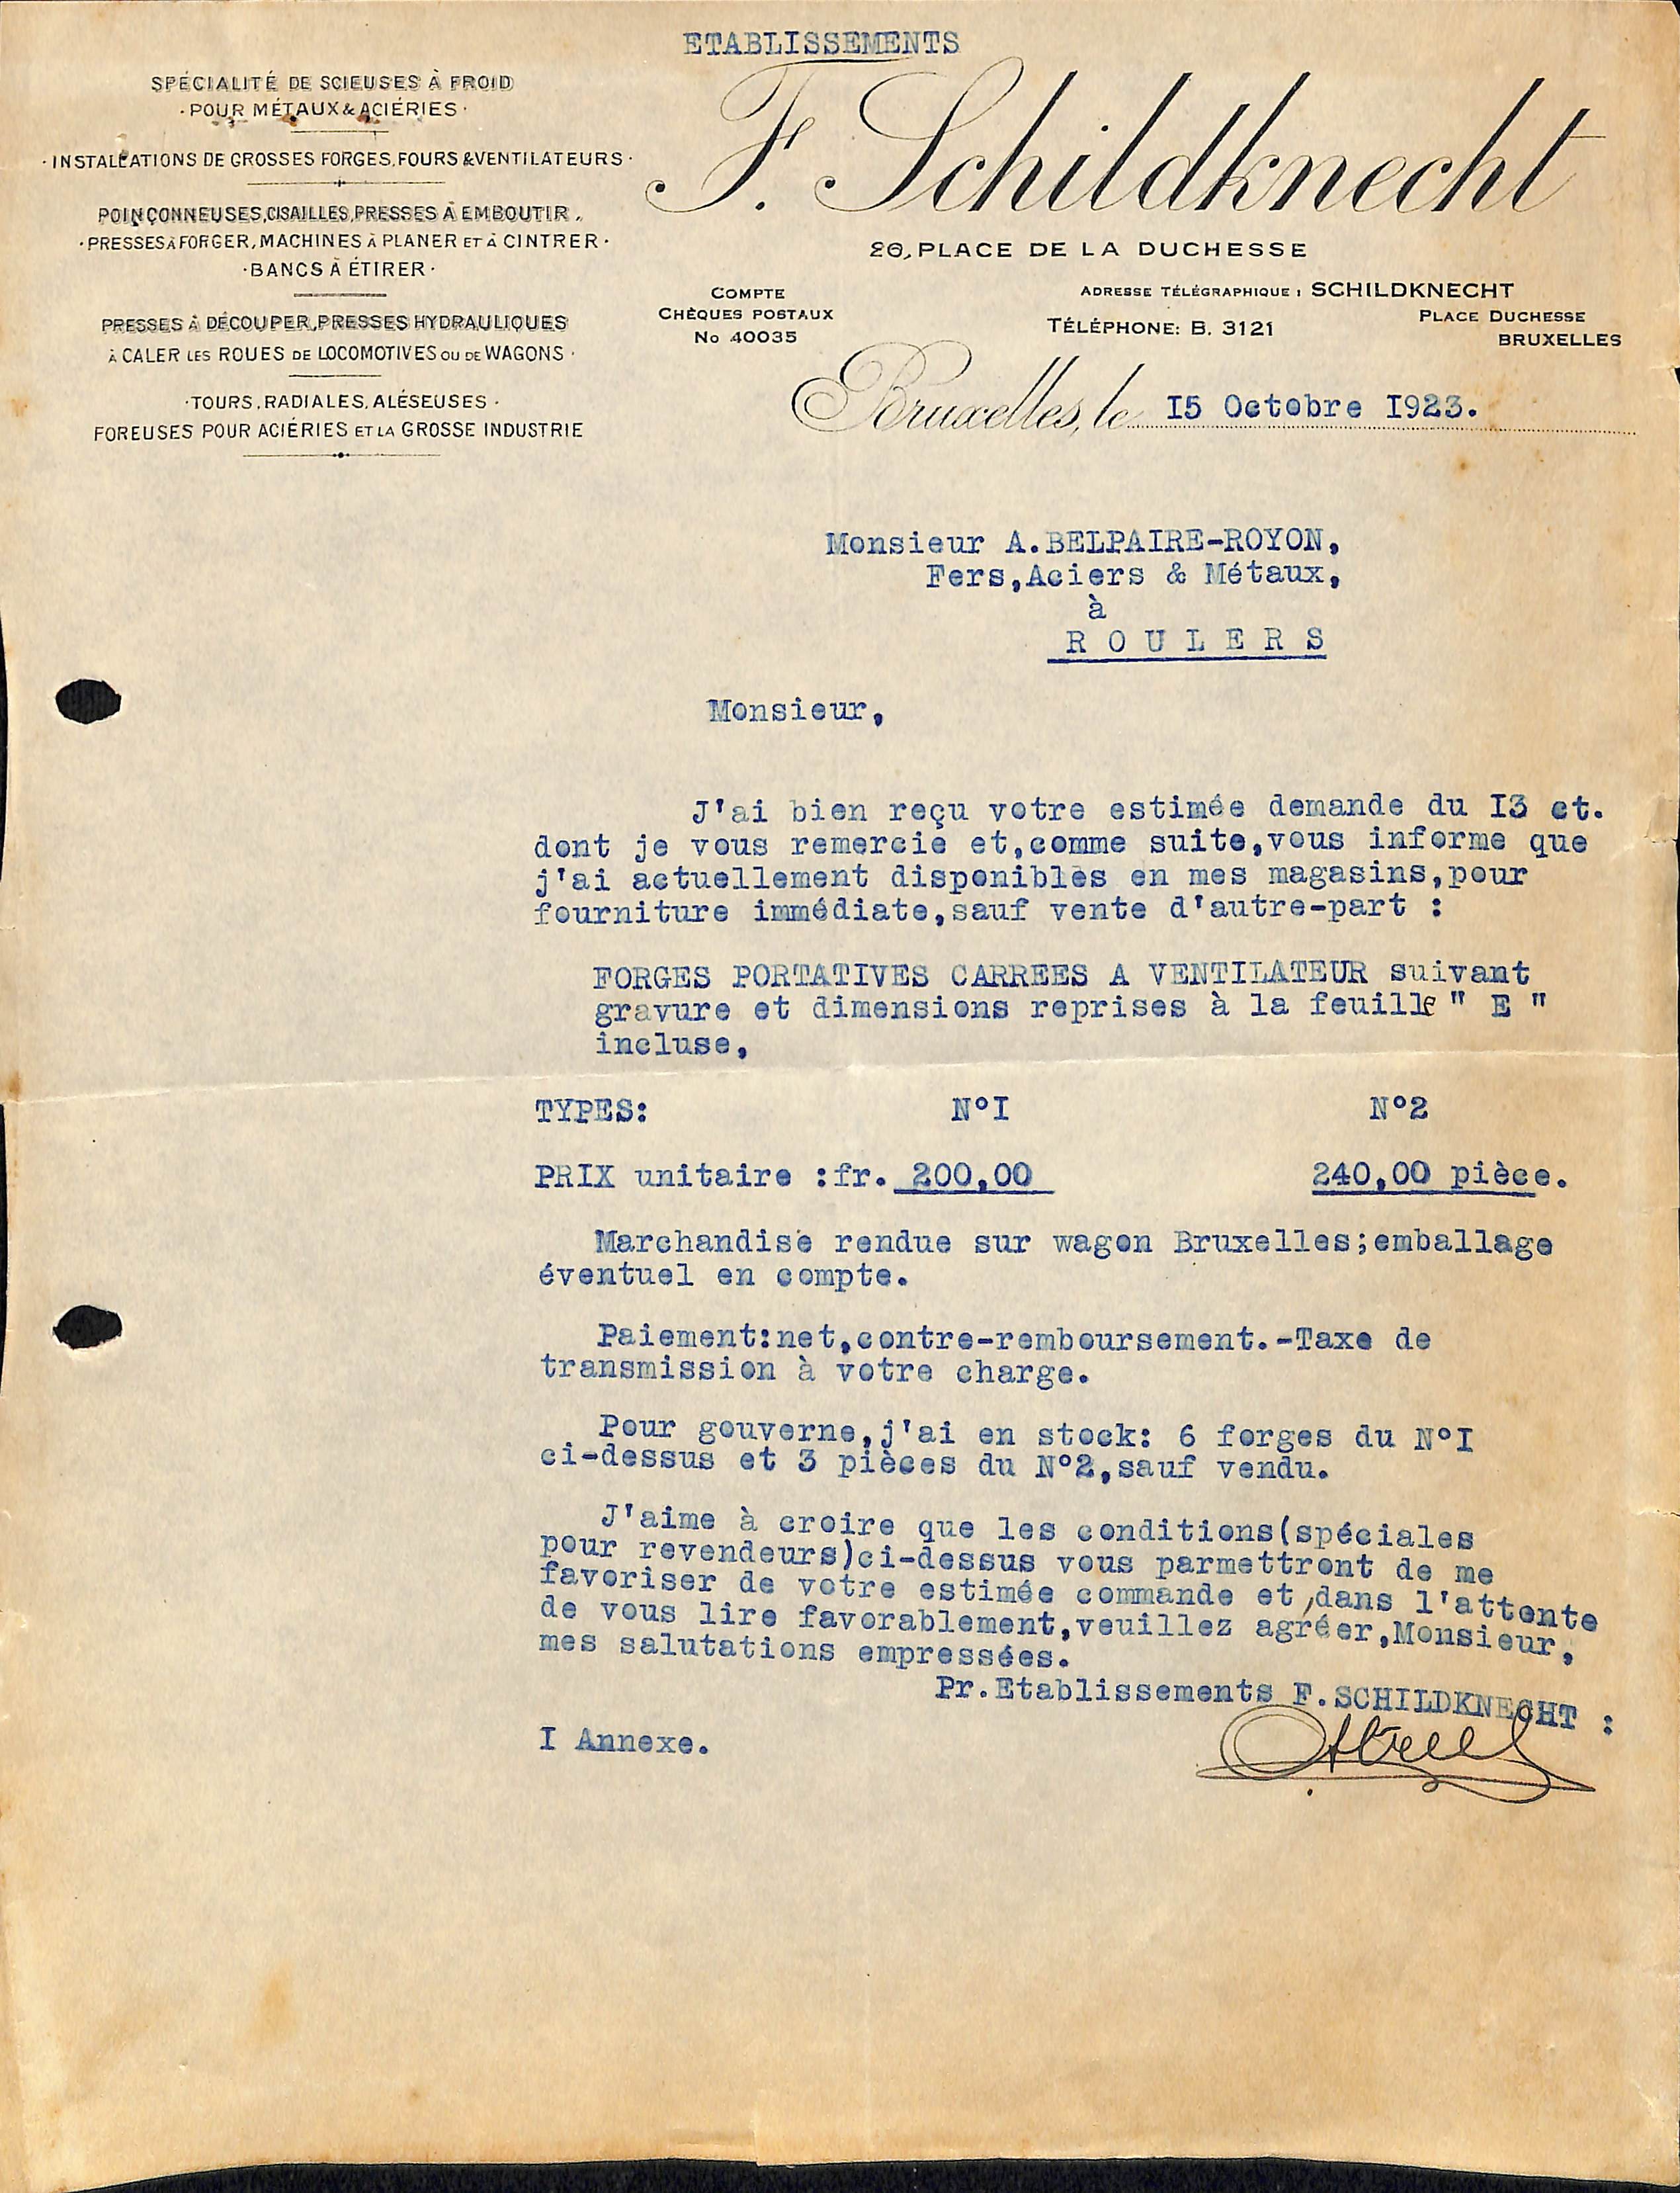 ETABLISSEMENTS
SPÉCIALITÉ DE SCIEUSES À FROID
· POUR MÉTAUX & ACIÉRIES ·
· INSTALLATIONS DE GROSSES FORGES, FOURS & VENTILATEURS ·
POINÇONNEUSES, CISAILLES, PRESSES À EMBOUTIR .
· PRESSES À FORGER, MACHINES À PLANER ET À CINTRER ·
· BANCS À ÉTIRER ·
PRESSES À DÉCOUPER, PRESSES HYDRAULIQUES
À CALER LES ROUES DE LOCOMOTIVES OU DE WAGONS ·
· TOURS, RADIALES, ALÉSEUSES ·
FOREUSES POUR ACIÉRIES ET LA GROSSE INDUSTRIE
F. Schildknecht
26, PLACE DE LA DUCHESSE
COMPTE
CHÈQUES POSTAUX
No 40035
ADRESSE TÉLÉGRAPHIQUE : SCHILDKNECHT
PLACE DUCHESSE
BRUXELLES
TÉLÉPHONE: B. 3121
Bruxelles, le 15 Octobre 1923.
Monsieur A.BELPAIRE-ROYON,
Fers,Aciers & Métaux,
à
R O U L E R S
Monsieur,
J'ai bien reçu votre estimée demande du I3 ct.
dont je vous remercie et,comme suite,vous informe que
j'ai actuellement disponibles en mes magasins,pour
fourniture immédiate,sauf vente d'autre-part :
FORGES PORTATIVES CARREES A VENTILATEUR suivant
gravure et dimensions reprises à la feuille " E "
incluse,
TYPES: N°I N°2
PRIX unitaire :fr. 200,00 240,00 pièce.
Marchandise rendue sur wagon Bruxelles;emballage
éventuel en compte.
Paiement:net,contre-remboursement.-Taxe de
transmission à votre charge.
Pour gouverne,j'ai en stock: 6 forges du N°I
ci-dessus et 3 pièces du N°2,sauf vendu.
J'aime à croire que les conditions(spéciales
pour revendeurs)ci-dessus vous parmettront de me
favoriser de votre estimée commande et,dans l'attente
de vous lire favorablement,veuillez agréer,Monsieur,
mes salutations empressées.
Pr.Etablissements F.SCHILDKNECHT :
I Annexe.